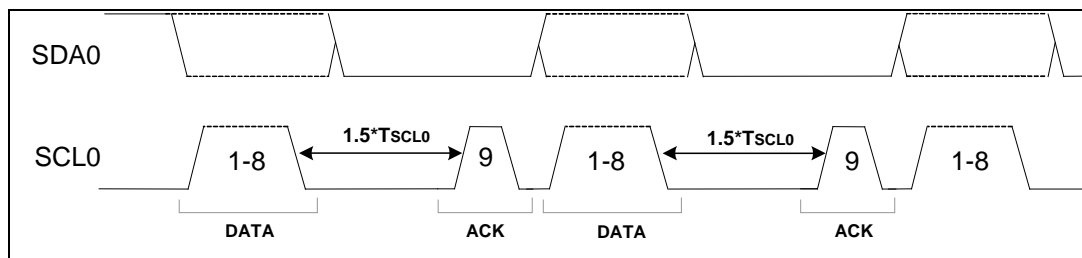 SDA0
1.5*TSCL0 1.5*TSCL0
SCL0 1-8 9 1-8 9 1-8
DATA ACK DATA ACK